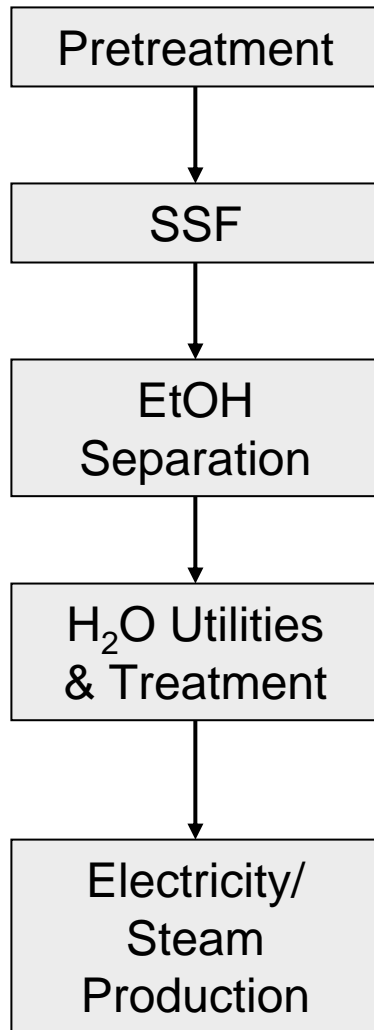 Pretreatment
SSF
EtOH
Separation
H₂O Utilities
& Treatment
Electricity/
Steam
Production